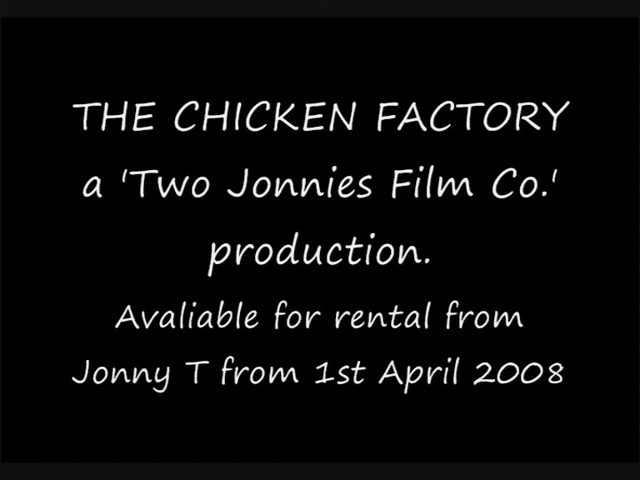 THE CHICKEN FACTORY
a 'Two Jonnies Film Co.'
production.
Avaliable for rental from
Jonny T from 1st April 2008